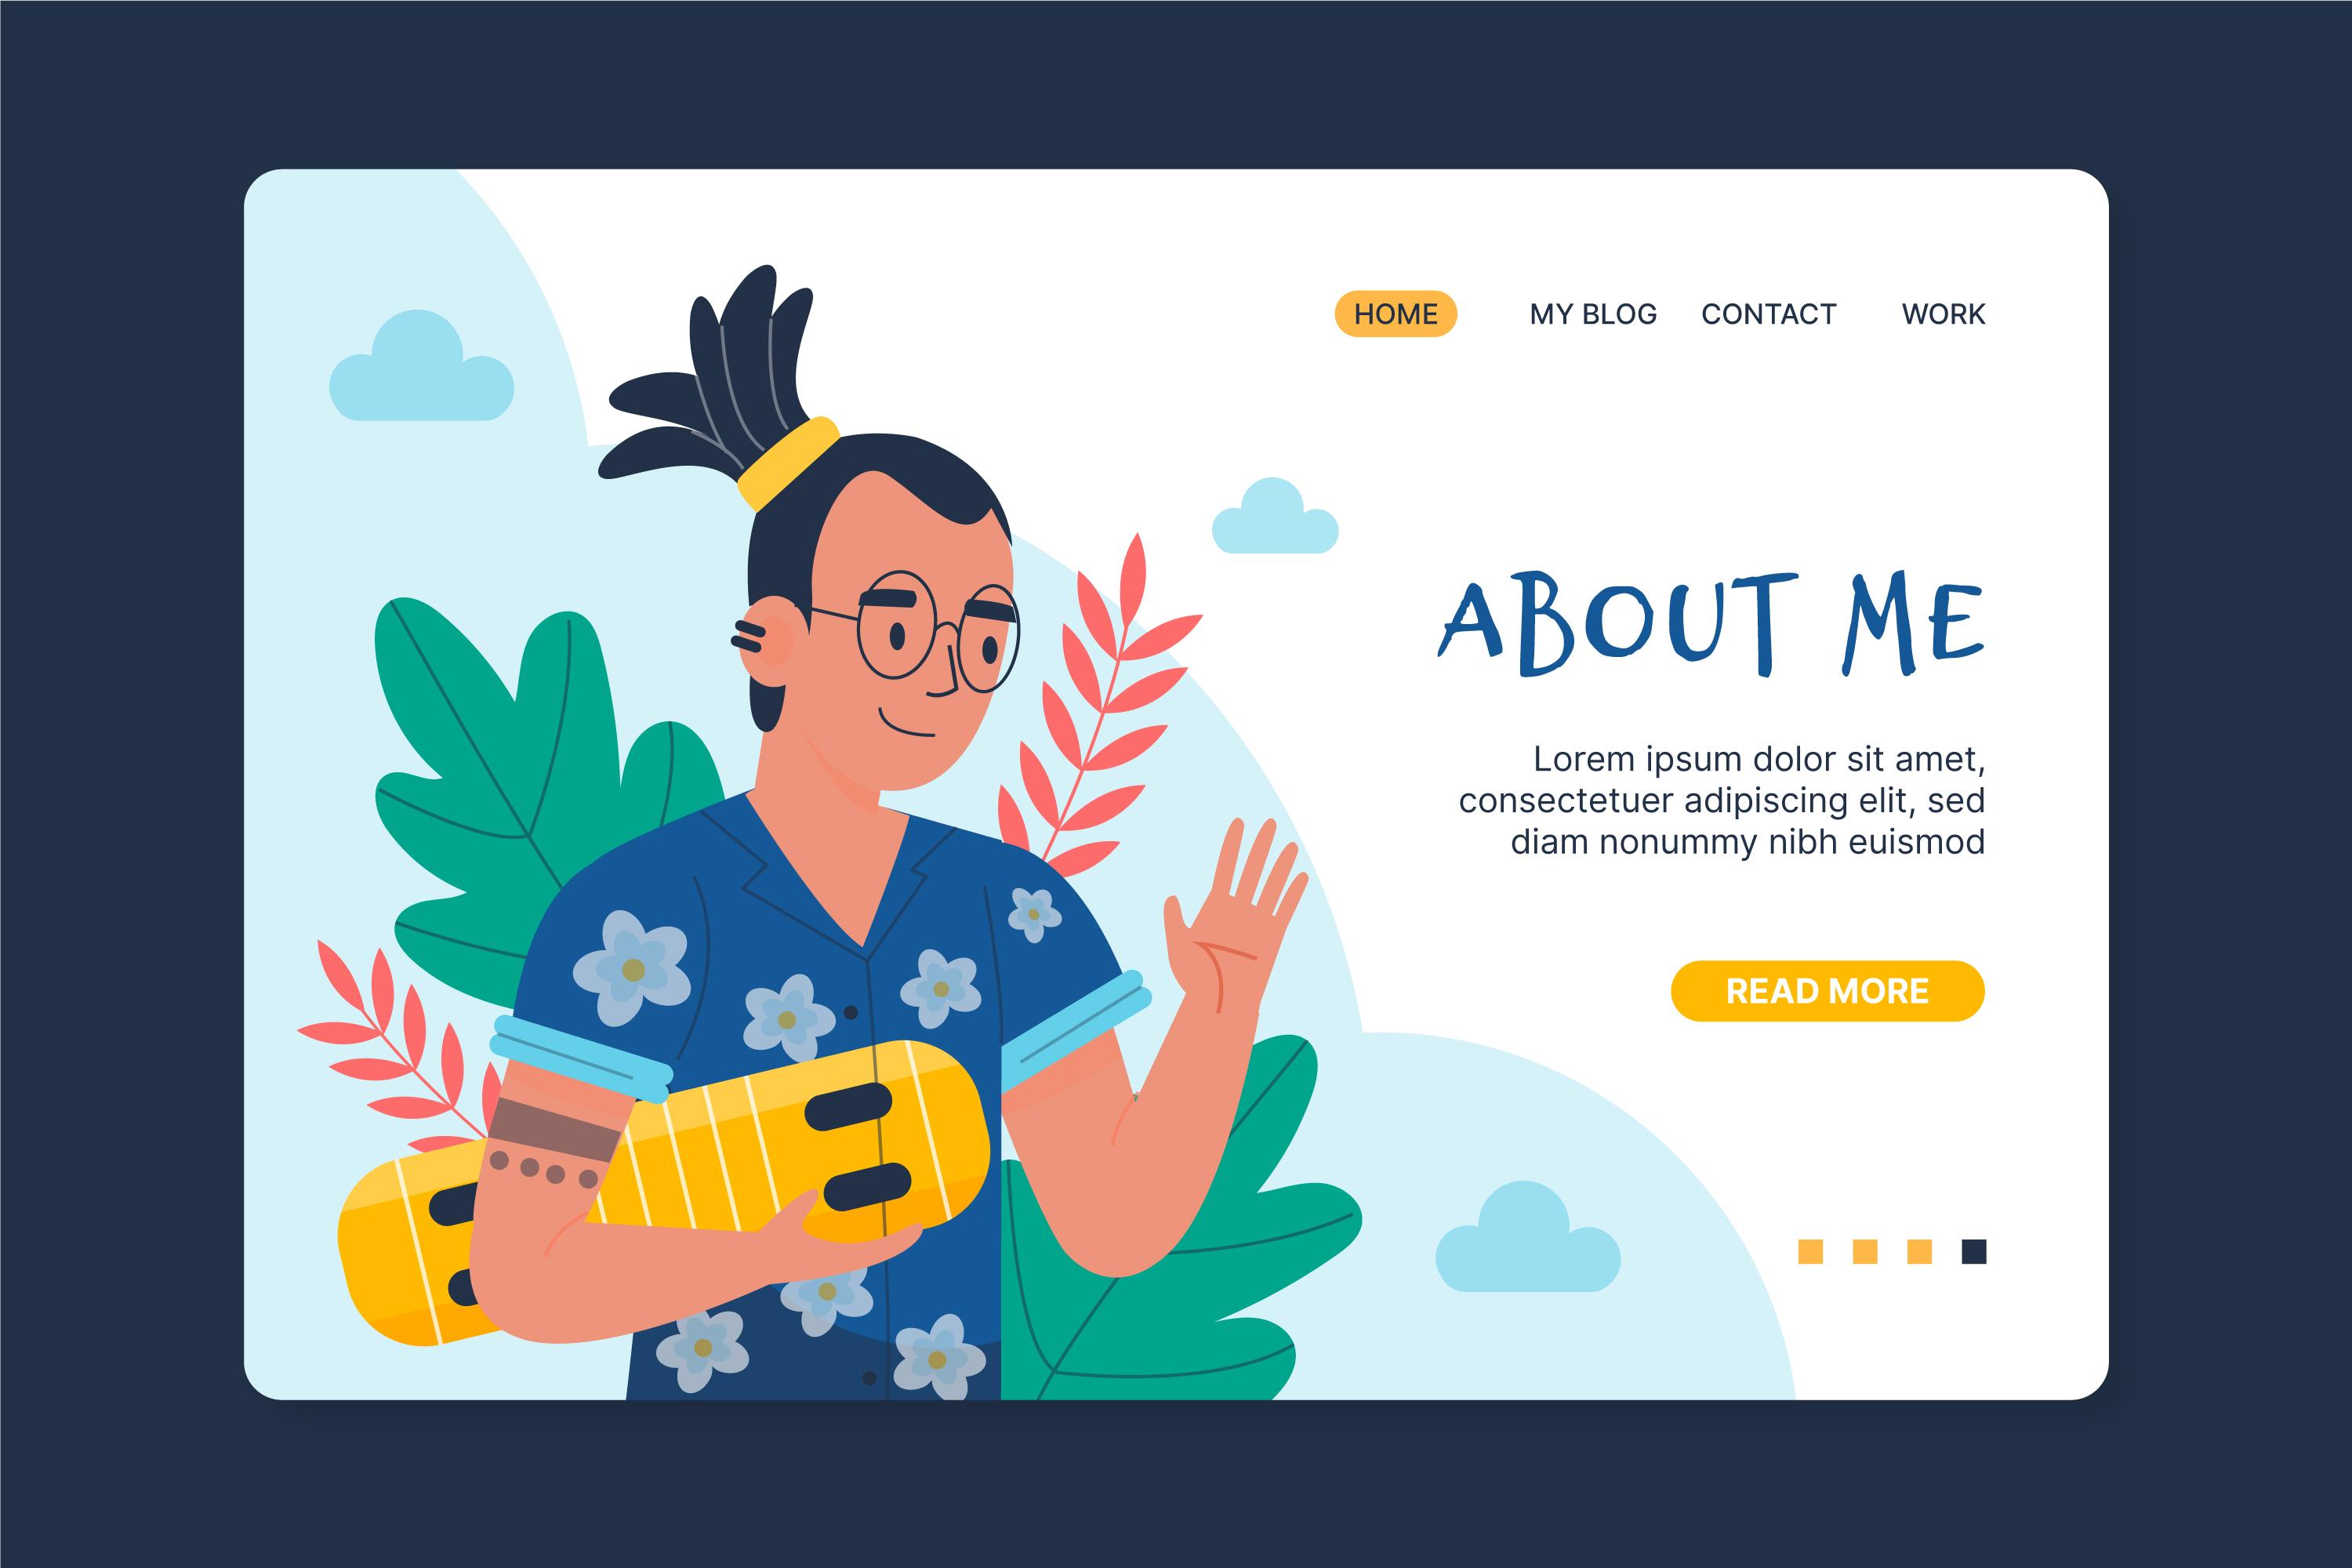 HOME MY BLOG CONTACT WORK
ABOUT ME
Lorem ipsum dolor sit amet,
consectetuer adipiscing elit, sed
diam nonummy nibh euismod
READ MORE